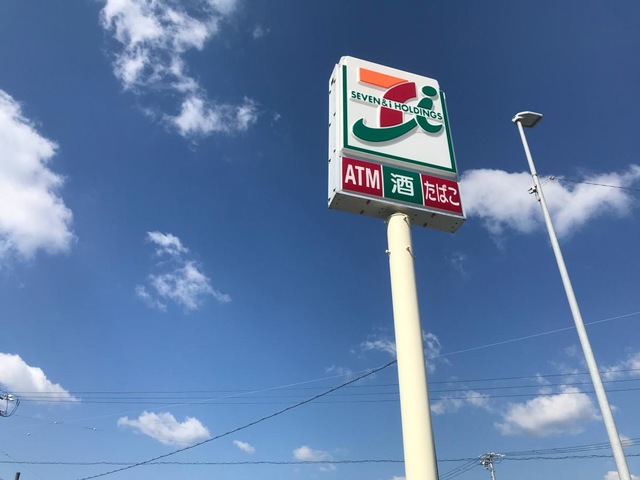 SEVEN & i HOLDINGS
ATM 酒 たばこ